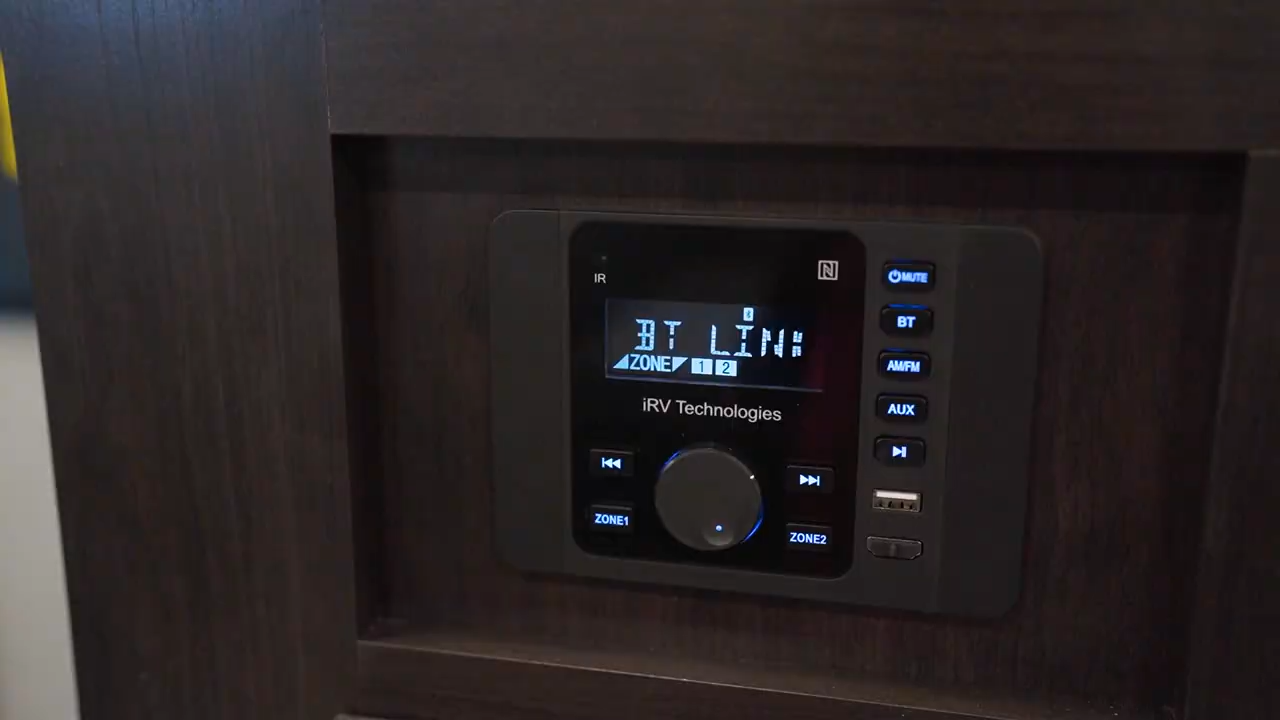 IR
N
BT LINK
ZONE 1 2
iRV Technologies
ZONE1
ZONE2
MUTE
BT
AM/FM
AUX